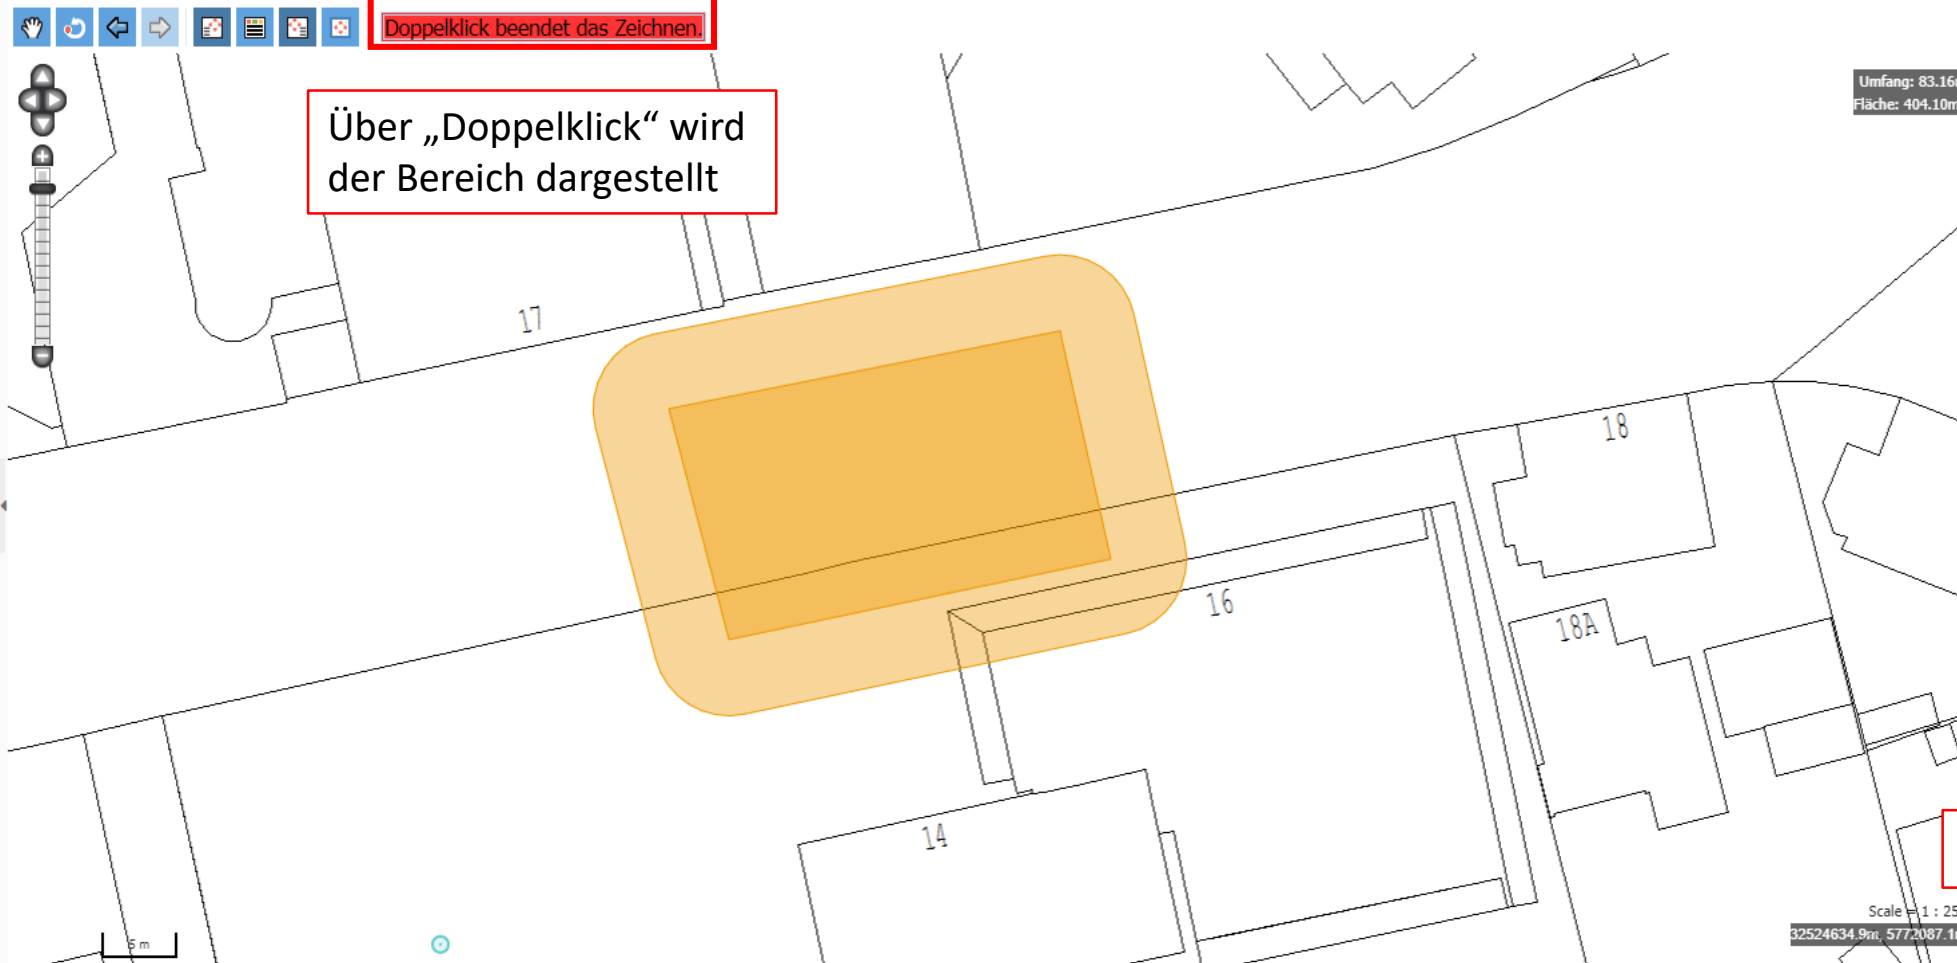 Doppelklick beendet das Zeichnen.
Umfang: 83.16
Fläche: 404.10m
Über „Doppelklick“ wird
der Bereich dargestellt
17
18
16
18A
14
5 m
Scale = 1 : 25
32524634.9m, 5772087.1